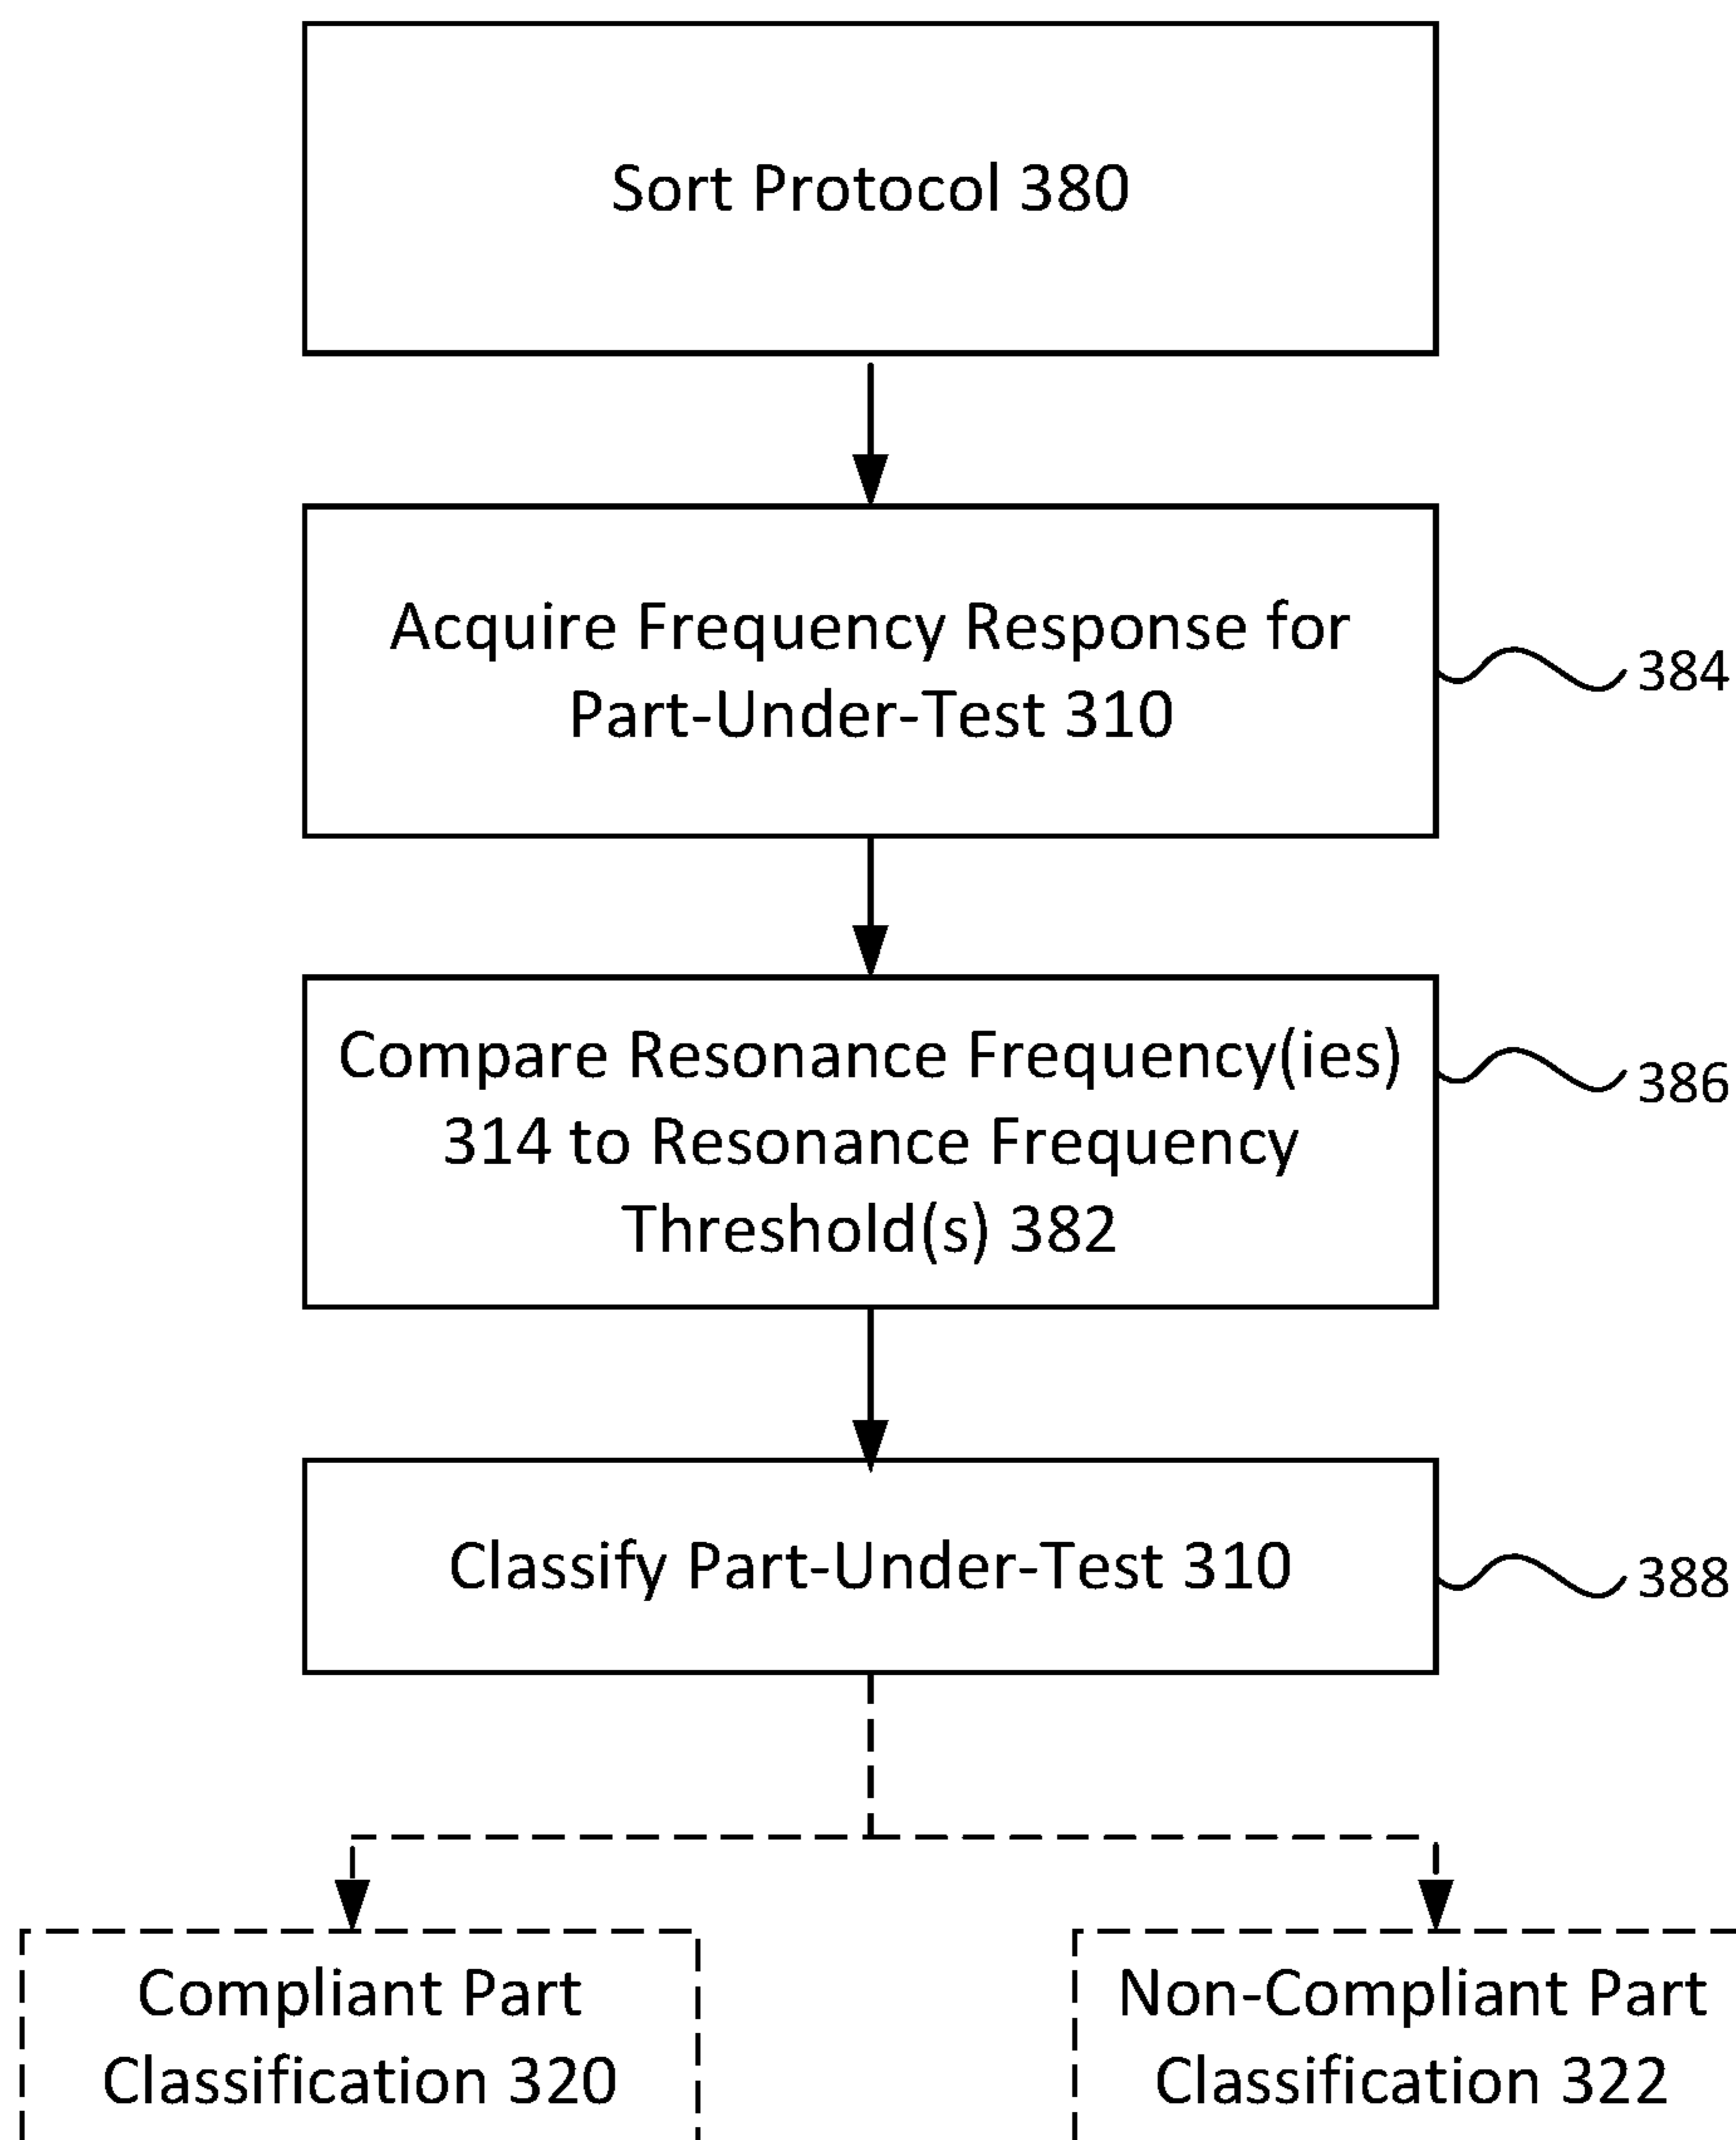 Sort Protocol 380
Acquire Frequency Response for
Part-Under-Test 310
384
Compare Resonance Frequency(ies)
314 to Resonance Frequency
Threshold(s) 382
386
Classify Part-Under-Test 310
388
Compliant Part
Classification 320
Non-Compliant Part
Classification 322